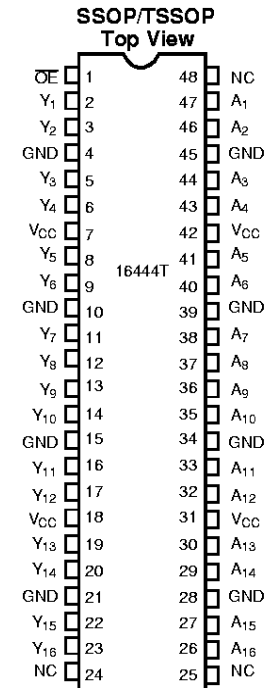 SSOP/TSSOP
Top View
OE 1 48 NC
Y1 2 47 A1
Y2 3 46 A2
GND 4 45 GND
Y3 5 44 A3
Y4 6 43 A4
VCC 7 42 VCC
Y5 8 41 A5
16444T
Y6 9 40 A6
GND 10 39 GND
Y7 11 38 A7
Y8 12 37 A8
Y9 13 36 A9
Y10 14 35 A10
GND 15 34 GND
Y11 16 33 A11
Y12 17 32 A12
VCC 18 31 VCC
Y13 19 30 A13
Y14 20 29 A14
GND 21 28 GND
Y15 22 27 A15
Y16 23 26 A16
NC 24 25 NC